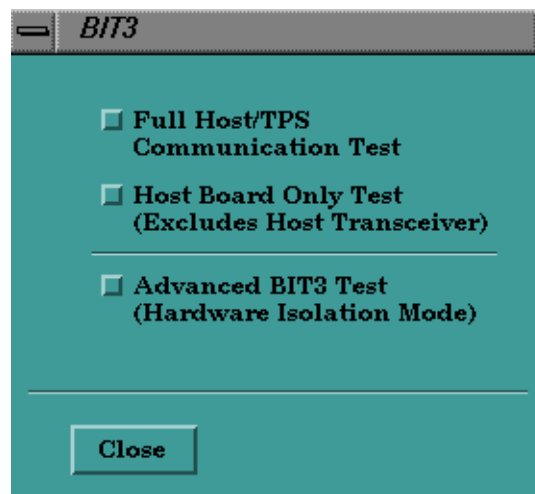 BIT3
Full Host/TPS
Communication Test
Host Board Only Test
(Excludes Host Transceiver)
Advanced BIT3 Test
(Hardware Isolation Mode)
Close